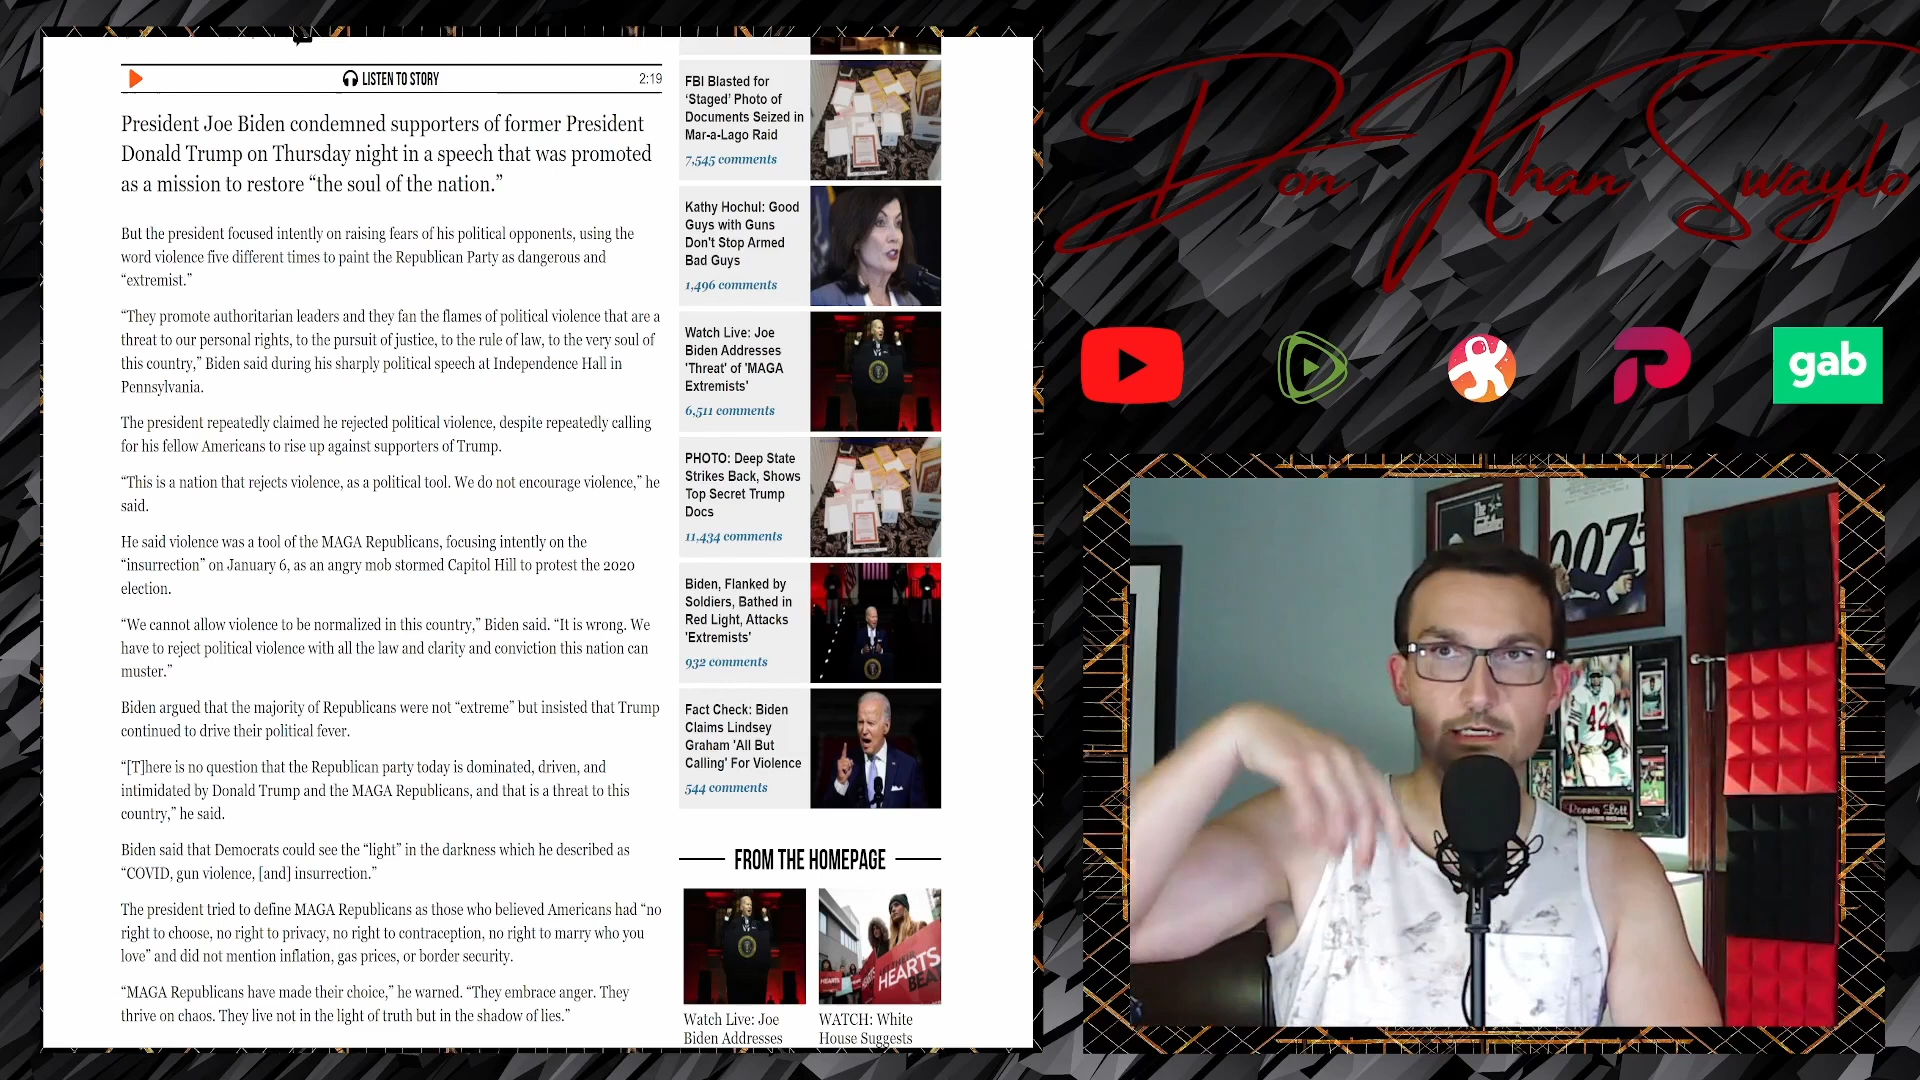 LISTEN TO STORY
2:19
President Joe Biden condemned supporters of former President
Donald Trump on Thursday night in a speech that was promoted
as a mission to restore “the soul of the nation.”
But the president focused intently on raising fears of his political opponents, using the
word violence five different times to paint the Republican Party as dangerous and
“extremist.”
“They promote authoritarian leaders and they fan the flames of political violence that are a
threat to our personal rights, to the pursuit of justice, to the rule of law, to the very soul of
this country,” Biden said during his sharply political speech at Independence Hall in
Pennsylvania.
The president repeatedly claimed he rejected political violence, despite repeatedly calling
for his fellow Americans to rise up against supporters of Trump.
“This is a nation that rejects violence, as a political tool. We do not encourage violence,” he
said.
He said violence was a tool of the MAGA Republicans, focusing intently on the
“insurrection” on January 6, as an angry mob stormed Capitol Hill to protest the 2020
election.
“We cannot allow violence to be normalized in this country,” Biden said. “It is wrong. We
have to reject political violence with all the law and clarity and conviction this nation can
muster.”
Biden argued that the majority of Republicans were not “extreme” but insisted that Trump
continued to drive their political fever.
“[T]here is no question that the Republican party today is dominated, driven, and
intimidated by Donald Trump and the MAGA Republicans, and that is a threat to this
country,” he said.
Biden said that Democrats could see the “light” in the darkness which he described as
“COVID, gun violence, [and] insurrection.”
The president tried to define MAGA Republicans as those who believed Americans had “no
right to choose, no right to privacy, no right to contraception, no right to marry who you
love” and did not mention inflation, gas prices, or border security.
“MAGA Republicans have made their choice,” he warned. “They embrace anger. They
thrive on chaos. They live not in the light of truth but in the shadow of lies.”
FBI Blasted for
‘Staged’ Photo of
Documents Seized in
Mar-a-Lago Raid
7,545 comments
Kathy Hochul: Good
Guys with Guns
Don't Stop Armed
Bad Guys
1,496 comments
Watch Live: Joe
Biden Addresses
'Threat' of 'MAGA
Extremists'
6,511 comments
PHOTO: Deep State
Strikes Back, Shows
Top Secret Trump
Docs
11,434 comments
Biden, Flanked by
Soldiers, Bathed in
Red Light, Attacks
'Extremists'
932 comments
Fact Check: Biden
Claims Lindsey
Graham 'All But
Calling' For Violence
544 comments
FROM THE HOMEPAGE
HEARTS
BEA
Watch Live: Joe
Biden Addresses
WATCH: White
House Suggests
Don Khan Swaylo
gab
The Godfather
007
42
Ronnie Lott